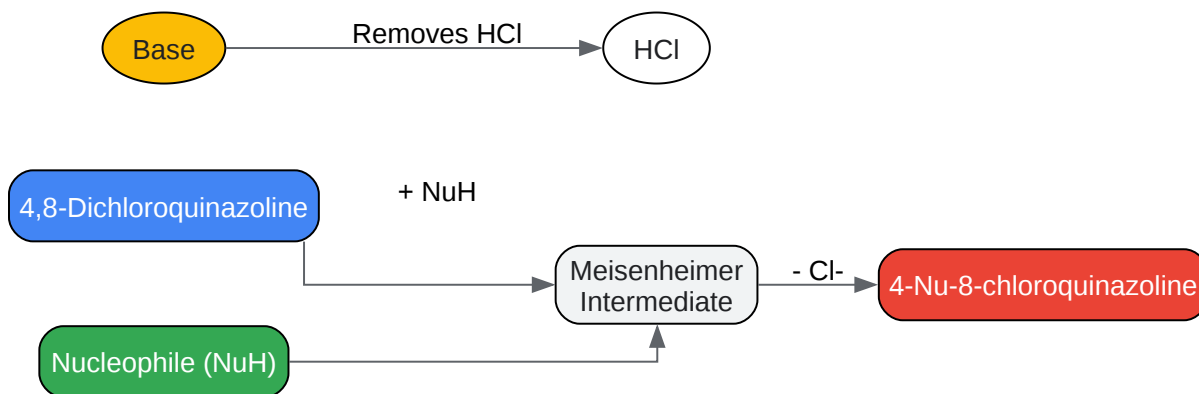 Base
Removes HCl
HCl
4,8-Dichloroquinazoline
+ NuH
Meisenheimer
Intermediate
- Cl-
4-Nu-8-chloroquinazoline
Nucleophile (NuH)